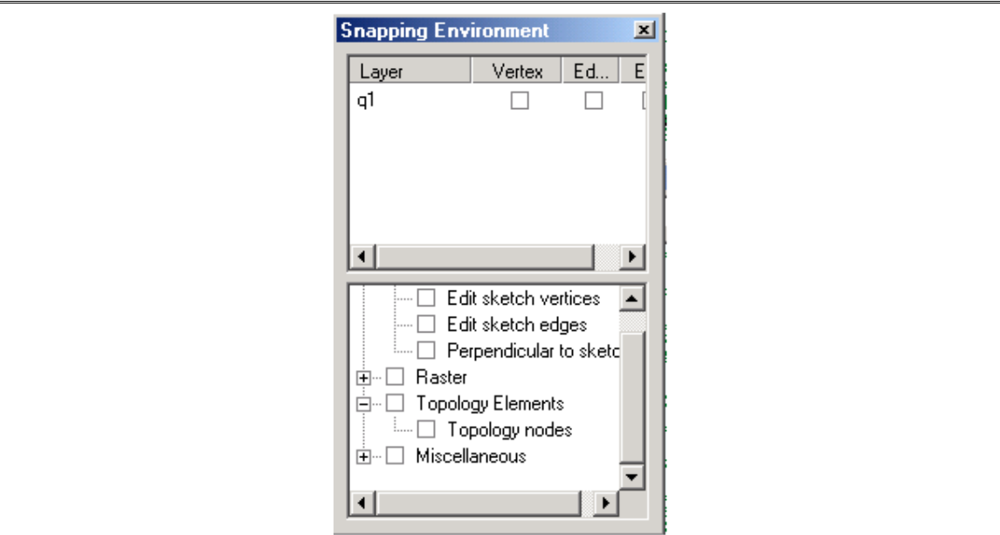 Snapping Environment
Layer Vertex Ed... E
q1
Edit sketch vertices
Edit sketch edges
Perpendicular to sketc
Raster
Topology Elements
Topology nodes
Miscellaneous